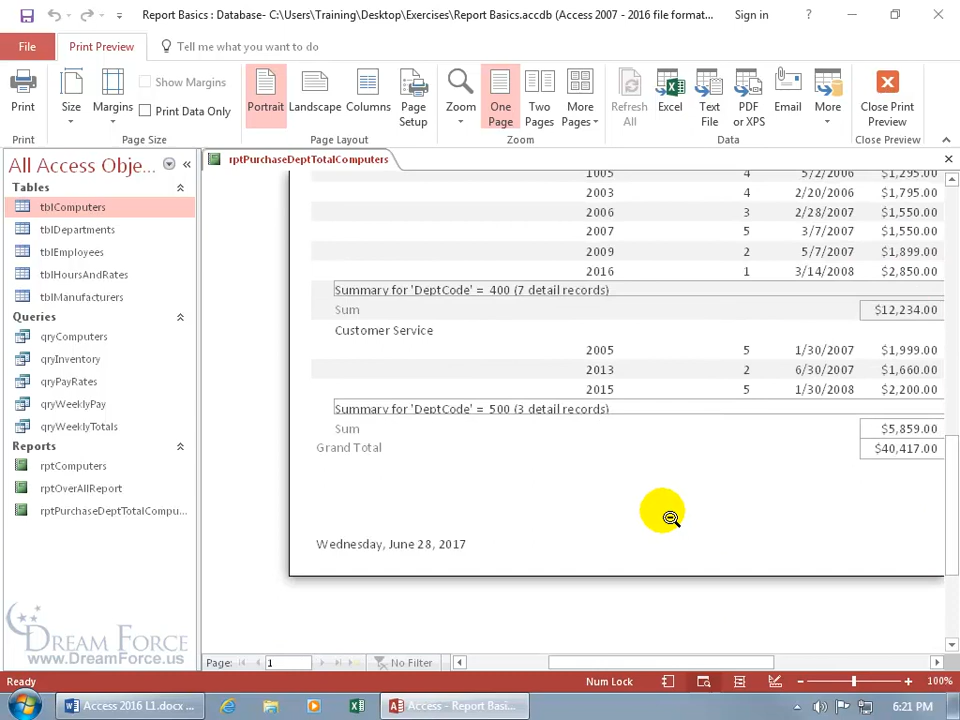 Report Basics : Database- C:\Users\Training\Desktop\Exercises\Report Basics.accdb (Access 2007 - 2016 file format...
Sign in
File
Print Preview
Tell me what you want to do
Print
Size
Margins
Show Margins
Print Data Only
Portrait
Landscape
Columns
Page Setup
Zoom
One Page
Two Pages
More Pages
Refresh All
Excel
Text File
PDF or XPS
Email
More
Close Print Preview
Print
Page Size
Page Layout
Zoom
Data
Close Preview
All Access Obje...
rptPurchaseDeptTotalComputers
Tables
tblComputers
tblDepartments
tblEmployees
tblHoursAndRates
tblManufacturers
Queries
qryComputers
qryInventory
qryPayRates
qryWeeklyPay
qryWeeklyTotals
Reports
rptComputers
rptOverAllReport
rptPurchaseDeptTotalCompu...
1005 4 5/2/2006 $1,295.00
2003 4 2/20/2006 $1,795.00
2006 3 2/28/2007 $1,550.00
2007 5 3/7/2007 $1,550.00
2009 2 5/7/2007 $1,899.00
2016 1 3/14/2008 $2,850.00
Summary for 'DeptCode' = 400 (7 detail records)
Sum $12,234.00
Customer Service
2005 5 1/30/2007 $1,999.00
2013 2 6/30/2007 $1,660.00
2015 5 1/30/2008 $2,200.00
Summary for 'DeptCode' = 500 (3 detail records)
Sum $5,859.00
Grand Total $40,417.00
Wednesday, June 28, 2017
DREAM FORCE
www.DreamForce.us
Page: 1 No Filter
Ready Num Lock 100%
Access 2016 L1.docx ...
Access - Report Basi...
6:21 PM